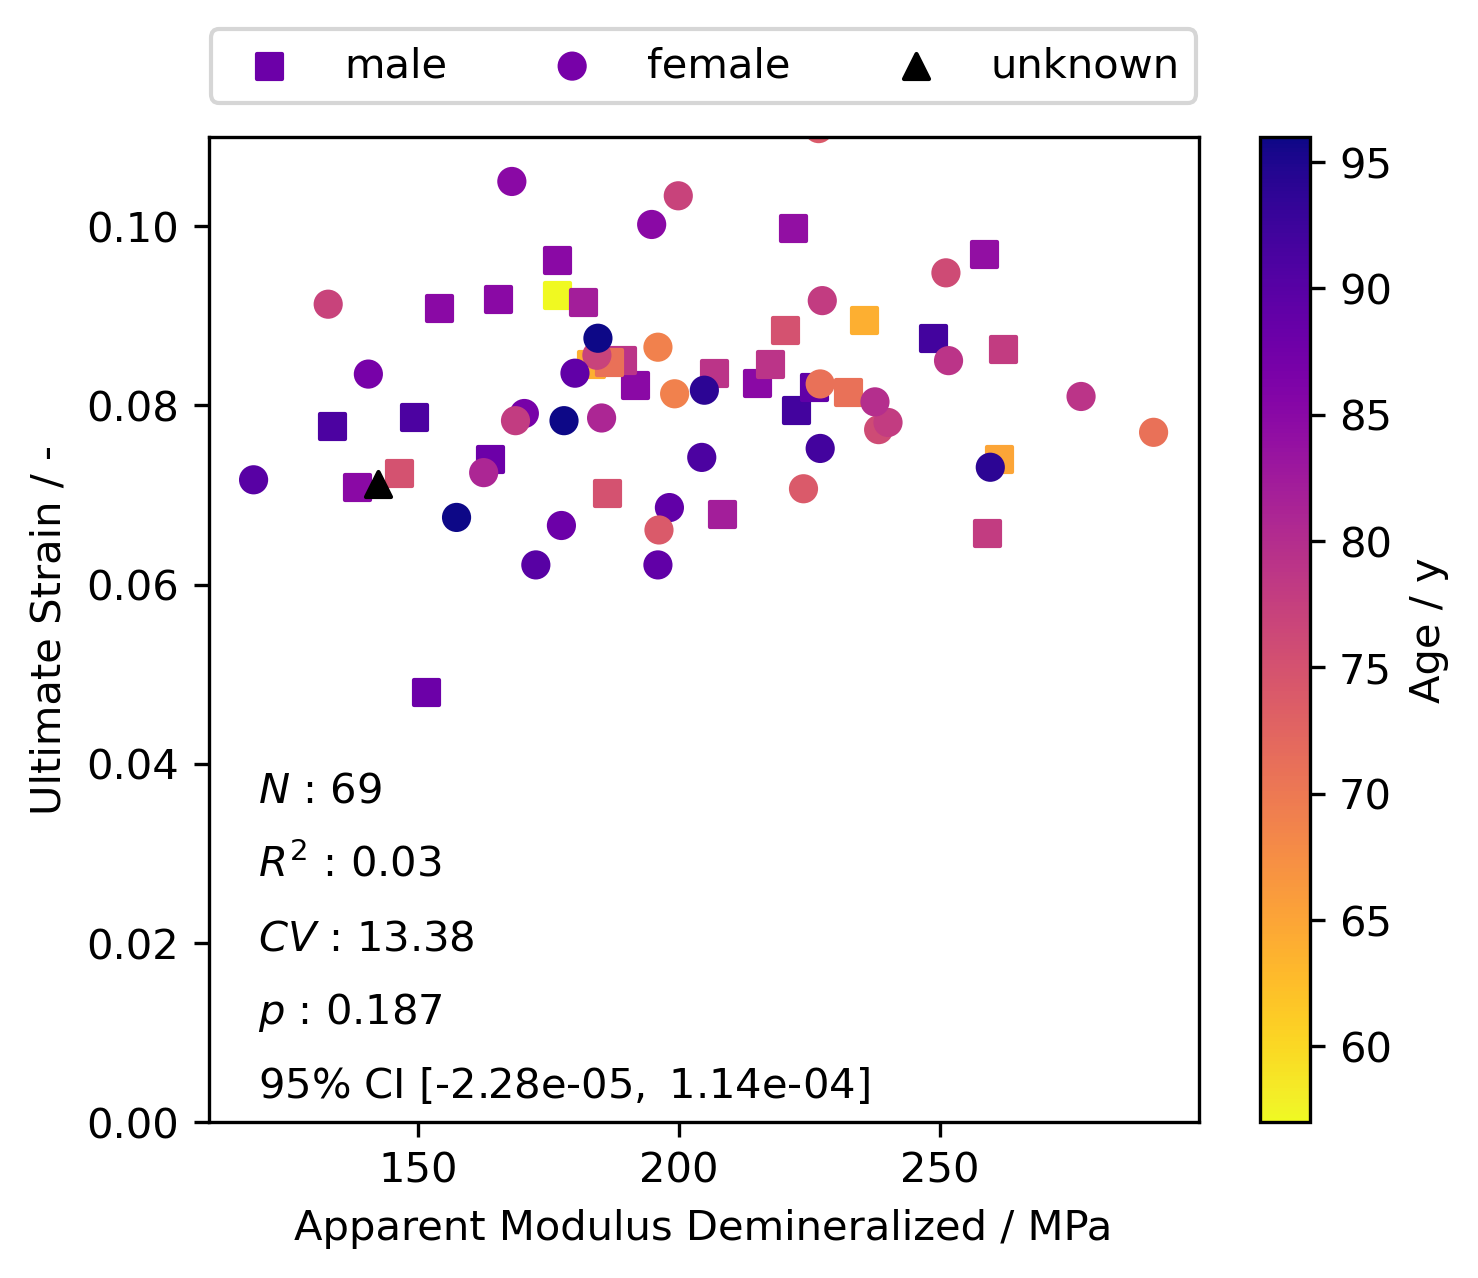 male female unknown
0.10
0.08
0.06
0.04
0.02
0.00
Ultimate Strain / -
N : 69
R² : 0.03
CV : 13.38
p : 0.187
95% CI [-2.28e-05, 1.14e-04]
150 200 250
Apparent Modulus Demineralized / MPa
95
90
85
80
75
70
65
60
Age / y